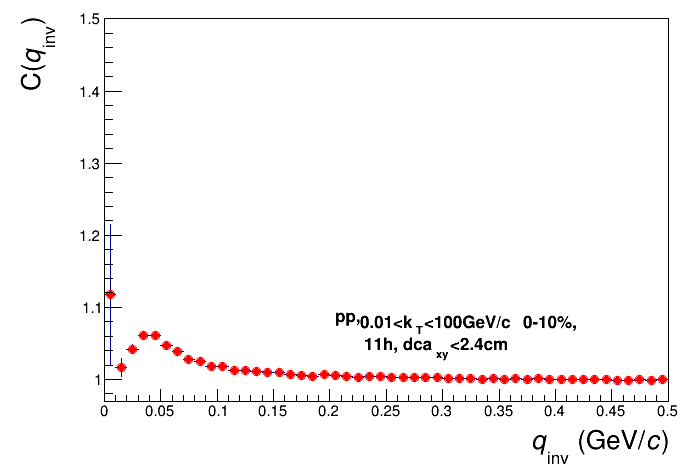 C(q_inv)
1.5
1.4
1.3
1.2
1.1
1
0 0.05 0.1 0.15 0.2 0.25 0.3 0.35 0.4 0.45 0.5
pp, 0.01<k_T<100GeV/c 0-10%,
11h, dca_xy<2.4cm
q_inv (GeV/c)